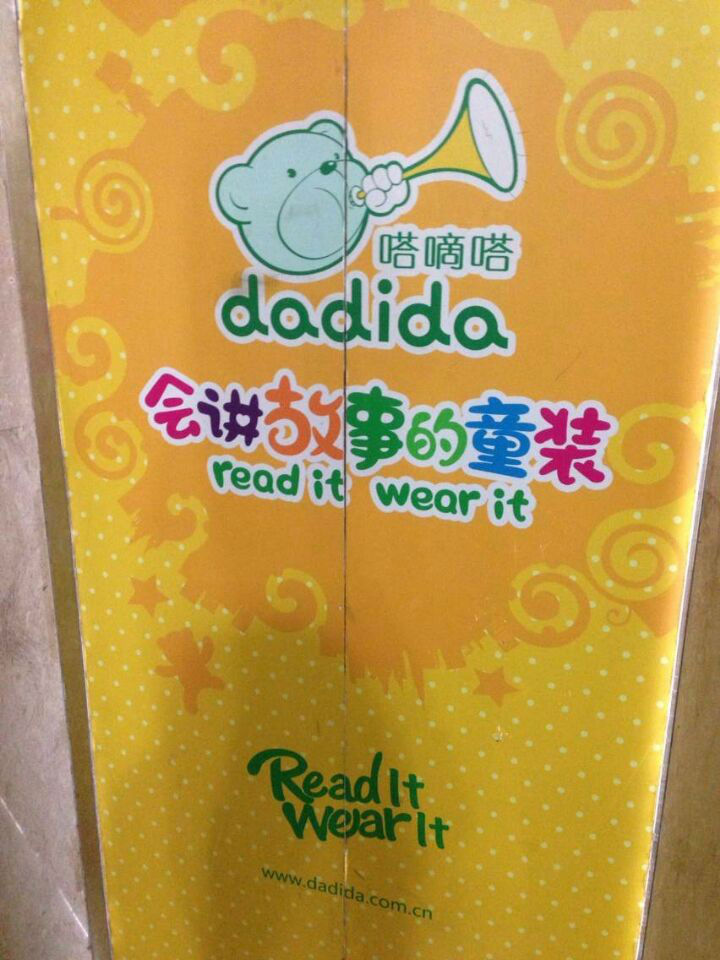 嗒嘀嗒
dadida
会讲故事的童装
read it wear it
Read It
Wear It
www.dadida.com.cn